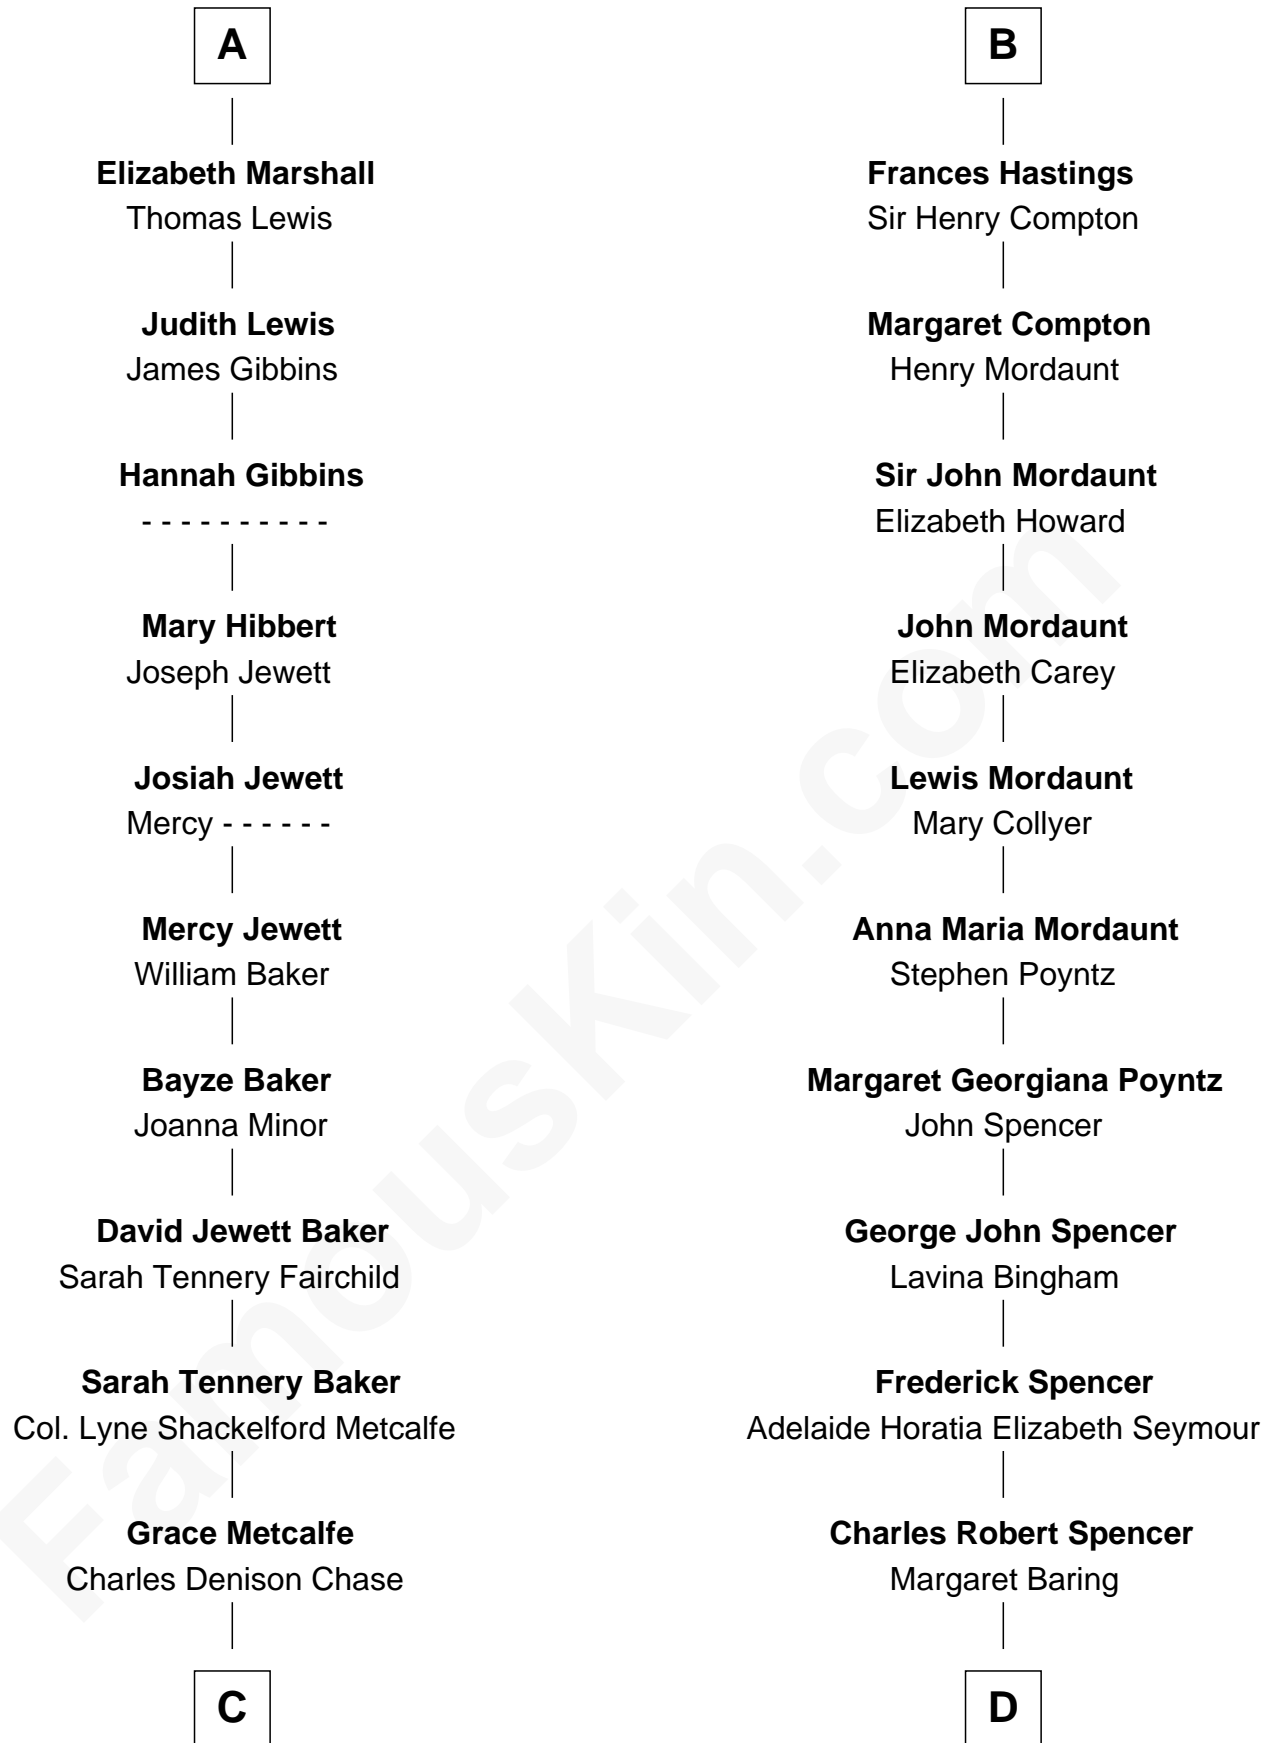 A
Elizabeth Marshall
Thomas Lewis
Judith Lewis
James Gibbins
Hannah Gibbins
- - - - - - - - - -
Mary Hibbert
Joseph Jewett
Josiah Jewett
Mercy - - - - - -
Mercy Jewett
William Baker
Bayze Baker
Joanna Minor
David Jewett Baker
Sarah Tennery Fairchild
Sarah Tennery Baker
Col. Lyne Shackelford Metcalfe
Grace Metcalfe
Charles Denison Chase
C
B
Frances Hastings
Sir Henry Compton
Margaret Compton
Henry Mordaunt
Sir John Mordaunt
Elizabeth Howard
John Mordaunt
Elizabeth Carey
Lewis Mordaunt
Mary Collyer
Anna Maria Mordaunt
Stephen Poyntz
Margaret Georgiana Poyntz
John Spencer
George John Spencer
Lavina Bingham
Frederick Spencer
Adelaide Horatia Elizabeth Seymour
Charles Robert Spencer
Margaret Baring
D
FamousKin.com